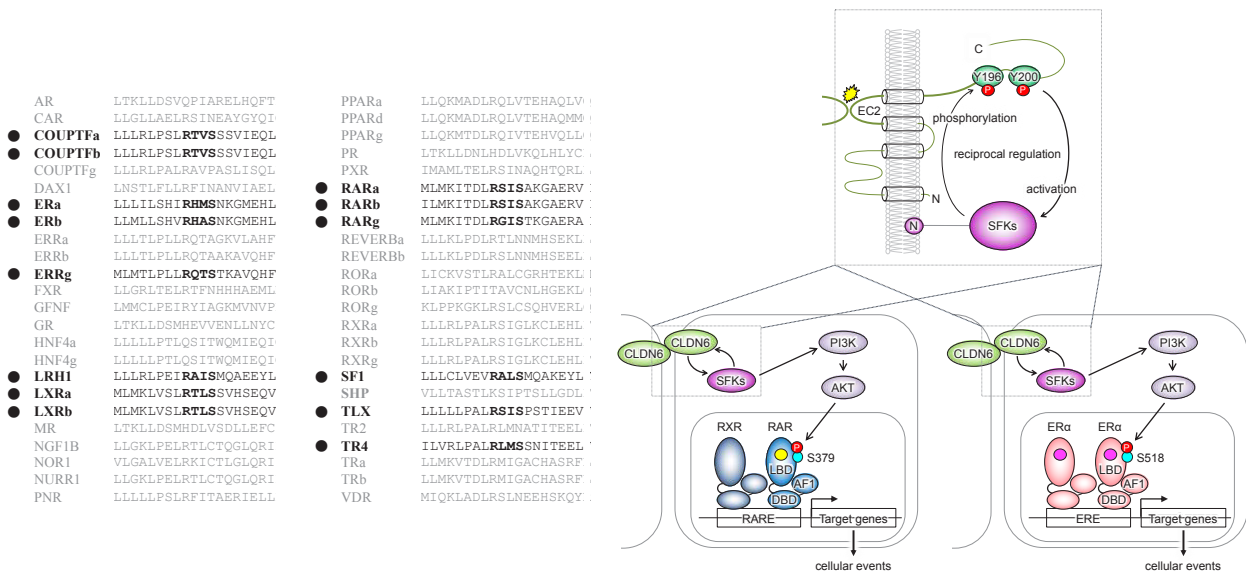 AR LTKLLDSVQPIARELHQFT
CAR LLGLLAELRSINEAYGYQI
COUPTFa LLLRLPSLRTVSSSVIEQL
COUPTFb LLLRLPSLRTVSSSVIEQL
COUPTFg LLLRLPALRAVPASLISQL
DAX1 LNSTLFLLRFINANVIAEL
ERa LLLILSHIRHMSNKGMEHL
ERb LLMLLSHVRHASNKGMEHL
ERRa LLLTLPLLRQTAGKVLAHF
ERRb LLLTLPLLRQTAAKAVQHF
ERRg LMLTLPLLRQTSTKAVQHF
FXR LLGRLTELRTFNHHHAEML
GFNF LMMCLPEIRYIAGKMVNVP
GR LTKLLDSMHEVVENLLNYC
HNF4a LLLTLPTLQSITWQMIEQI
HNF4g LLLTLPTLQSITWQMIEQI
LRH1 LLLRLPEIRAISMQAEEYL
LXRa MLMKLVSLRTLSSVHSEQV
LXRb MLMKLVSLRTLSSVHSEQV
MR LTKLLDSMHDLVSDLLEFC
NGF1B LLGKLPELRTLCTQGLQRI
NOR1 VLGALVELRKICTLGLQRI
NURR1 LLGKLPELRTLCTQGLQRI
PNR LLLLLPSLRFITAERIELL
PPARa LLQKMADLRQLVTEHAQLV
PPARd LLQKMADLRQLVTEHAQMM
PPARg LLQKMTDLRQIVTEHVQLL
PR LTKLLDNLHDLVKQLHLYC
PXR IMAMLTELRSINAQHTQRL
RARa MLMKITDLRSISAKGAERV
RARb ILMKITDLRSISAKGAERV
RARg MLMKITDLRGISTKGAERV
REVERBa LLLKLPDLRTLNNMHSEKL
REVERBb LLLKLPDLRSLNNMHSEEL
RORa LICKVSTLRALCGRHTEKL
RORb LIAKIPTITAVCNLHGEKL
RORg KLPPKGKLRSLCSQHVERL
RXRa LLLRLPALRSIGLKCLEHL
RXRb LLLRLPALRSIGLKCLEHL
RXRg LLLRLPALRSIGLKCLEHL
SF1 LLLCLVEVRALSMQAKEYL
SHP VLLTASTLKSIPTSLLGDL
TLX LLLLLPALRSISPSTIEEV
TR2 LLLRLPALRLMNATITEEL
TR4 ILVRLPALRLMSSNITEEL
TRa LLMKVTDLRMIGACHASRF
TRb LLMKVTDLRMIGACHASRF
VDR MIQKLADLRSLNEEHSKQY
C
Y196 Y200
P P
EC2
phosphorylation
reciprocal regulation
activation
N
N
SFKs
CLDN6
CLDN6
SFKs
PI3K
AKT
RXR RAR
P
S379
LBD
AF1
DBD
RARE
Target genes
cellular events
CLDN6
CLDN6
SFKs
PI3K
AKT
ERα ERα
P
S518
LBD
AF1
DBD
ERE
Target genes
cellular events